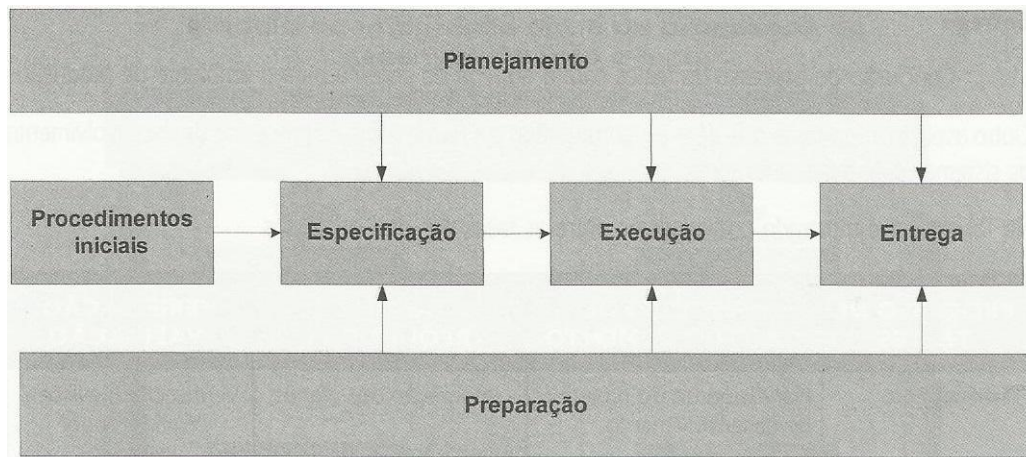 Planejamento
Procedimentos
iniciais
Especificação
Execução
Entrega
Preparação